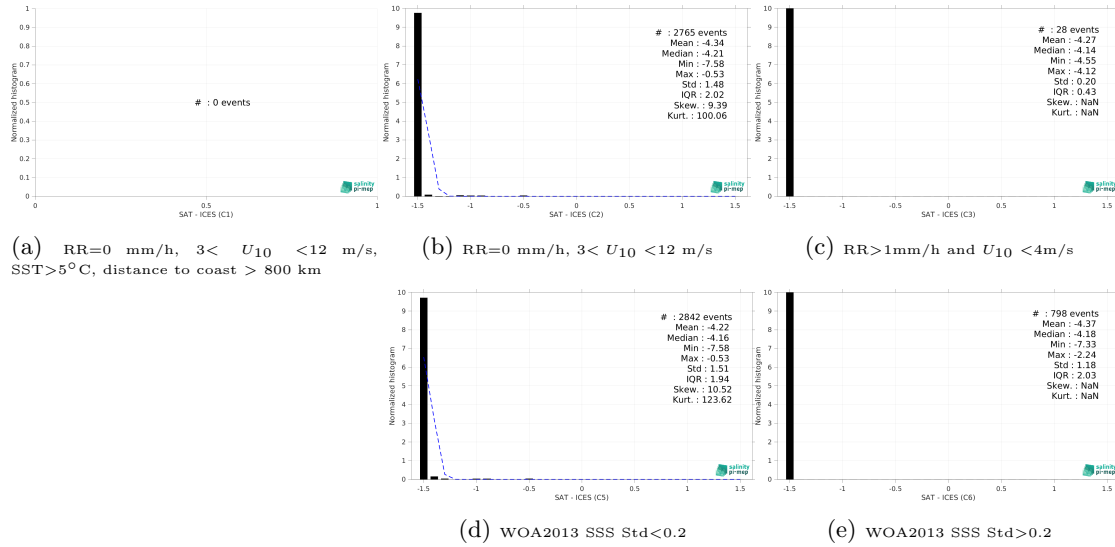 1
0.9
0.8
0.7
0.6
0.5
0.4
0.3
0.2
0.1
0
Normalized histogram
# : 0 events
salinity
pi-mep
0 0.5 1
SAT - ICES (C1)
(a) RR=0 mm/h, 3< U10 <12 m/s,
SST>5°C, distance to coast > 800 km
10
9
8
7
6
5
4
3
2
1
0
Normalized histogram
# : 2765 events
Mean : -4.34
Median : -4.21
Min : -7.58
Max : -0.53
Std : 1.48
IQR : 2.02
Skew. : 9.39
Kurt. : 100.06
salinity
pi-mep
-1.5 -1 -0.5 0 0.5 1 1.5
SAT - ICES (C2)
(b) RR=0 mm/h, 3< U10 <12 m/s
10
9
8
7
6
5
4
3
2
1
0
Normalized histogram
# : 28 events
Mean : -4.27
Median : -4.14
Min : -4.55
Max : -4.12
Std : 0.20
IQR : 0.43
Skew. : NaN
Kurt. : NaN
salinity
pi-mep
-1.5 -1 -0.5 0 0.5 1 1.5
SAT - ICES (C3)
(c) RR>1mm/h and U10 <4m/s
10
9
8
7
6
5
4
3
2
1
0
Normalized histogram
# : 2842 events
Mean : -4.22
Median : -4.16
Min : -7.58
Max : -0.53
Std : 1.51
IQR : 1.94
Skew. : 10.52
Kurt. : 123.62
salinity
pi-mep
-1.5 -1 -0.5 0 0.5 1 1.5
SAT - ICES (C5)
(d) WOA2013 SSS Std<0.2
10
9
8
7
6
5
4
3
2
1
0
Normalized histogram
# : 798 events
Mean : -4.37
Median : -4.18
Min : -7.33
Max : -2.24
Std : 1.18
IQR : 2.03
Skew. : NaN
Kurt. : NaN
salinity
pi-mep
-1.5 -1 -0.5 0 0.5 1 1.5
SAT - ICES (C6)
(e) WOA2013 SSS Std>0.2